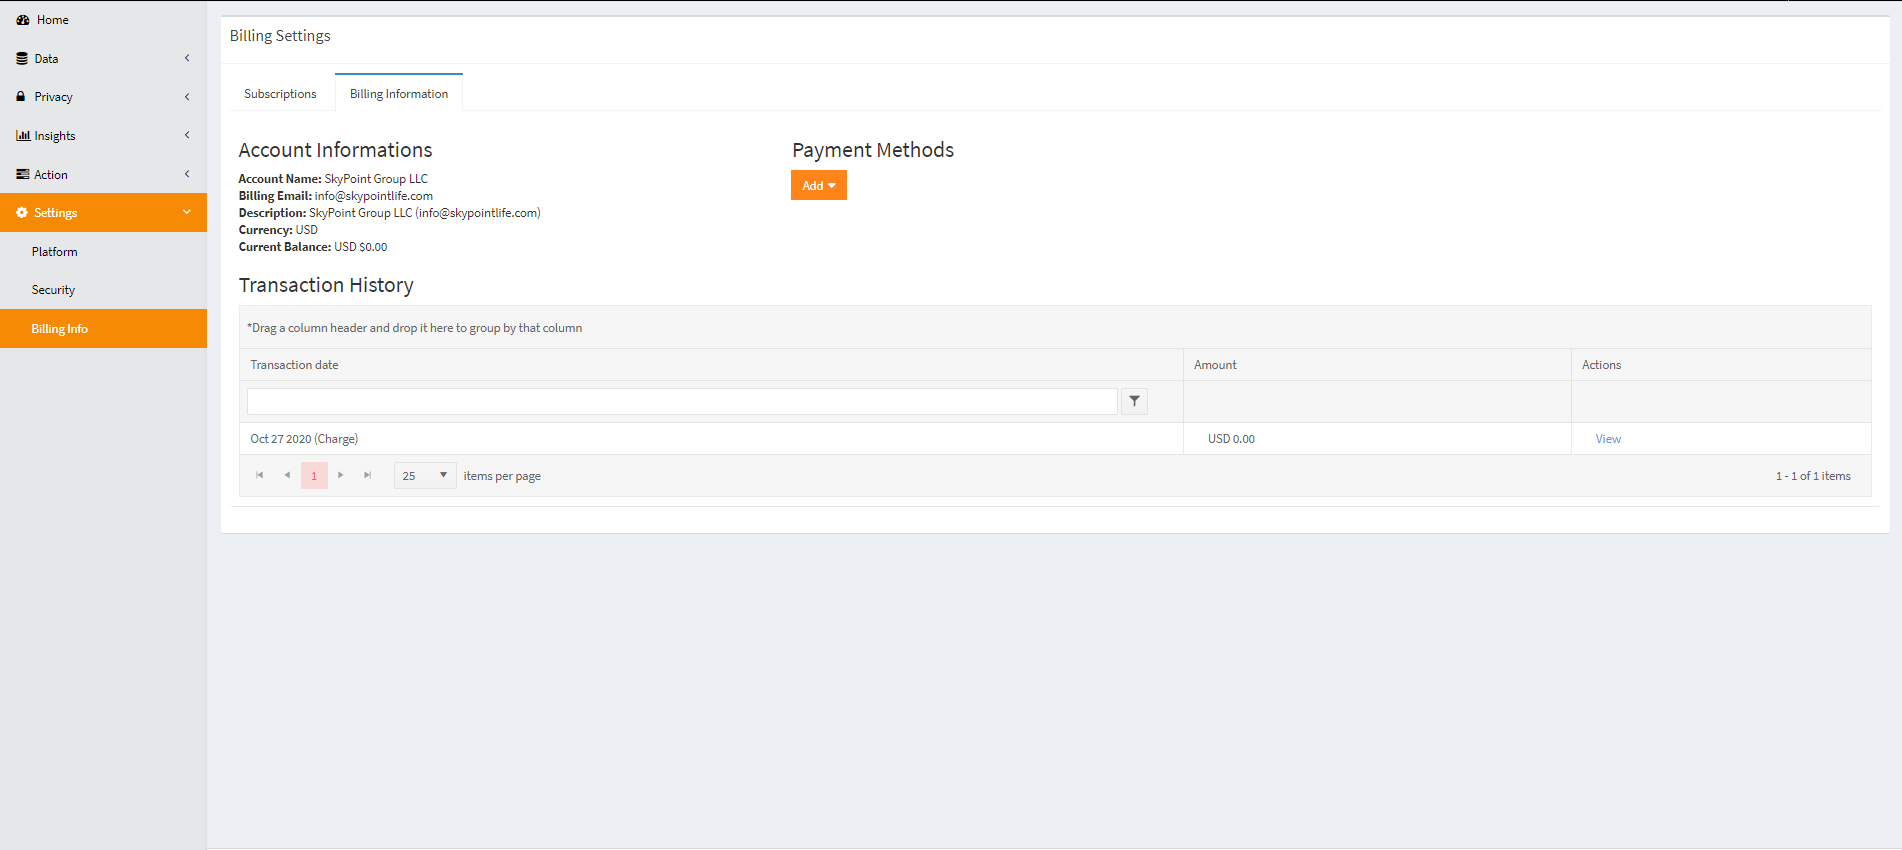 Home
Data
Privacy
Insights
Action
Settings
Platform
Security
Billing Info
Billing Settings
Subscriptions
Billing Information
Account Informations
Account Name: SkyPoint Group LLC
Billing Email: info@skypointlife.com
Description: SkyPoint Group LLC (info@skypointlife.com)
Currency: USD
Current Balance: USD $0.00
Payment Methods
Add
Transaction History
*Drag a column header and drop it here to group by that column
Transaction date Amount Actions
Oct 27 2020 (Charge) USD 0.00 View
1 25 items per page 1 - 1 of 1 items